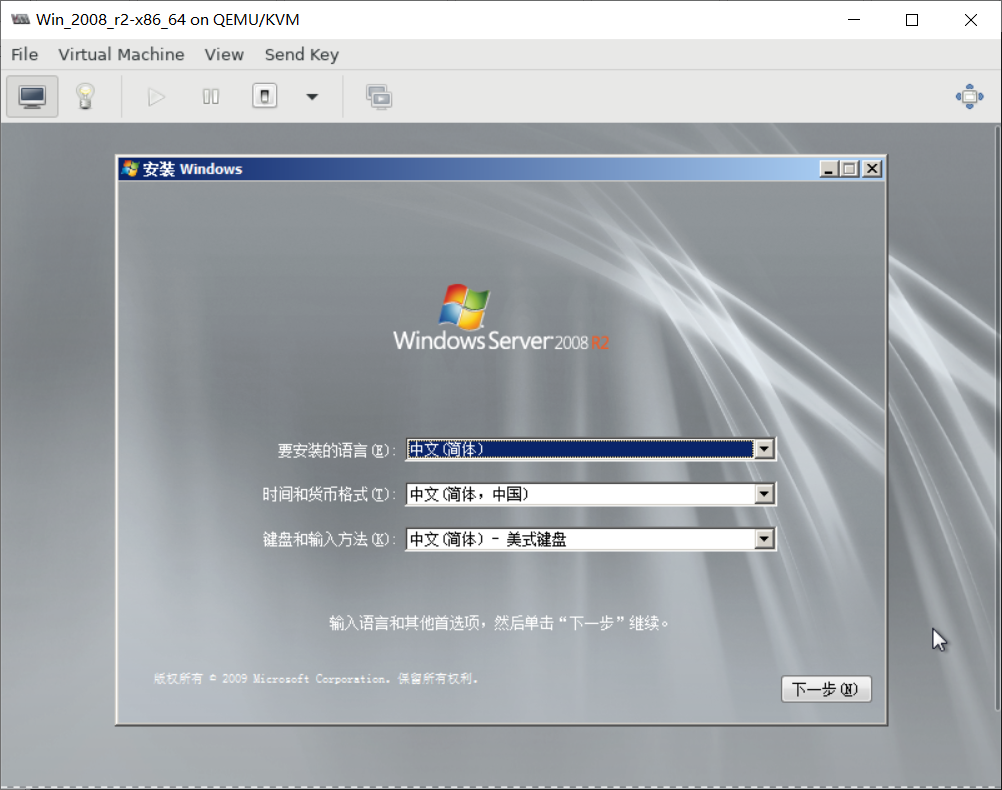 Win_2008_r2-x86_64 on QEMU/KVM
File Virtual Machine View Send Key
安装 Windows
Windows Server 2008 R2
要安装的语言(E): 中文(简体)
时间和货币格式(T): 中文(简体，中国)
键盘和输入方法(K): 中文(简体) - 美式键盘
输入语言和其他首选项，然后单击“下一步”继续。
版权所有 © 2009 Microsoft Corporation。保留所有权利。
下一步(N)